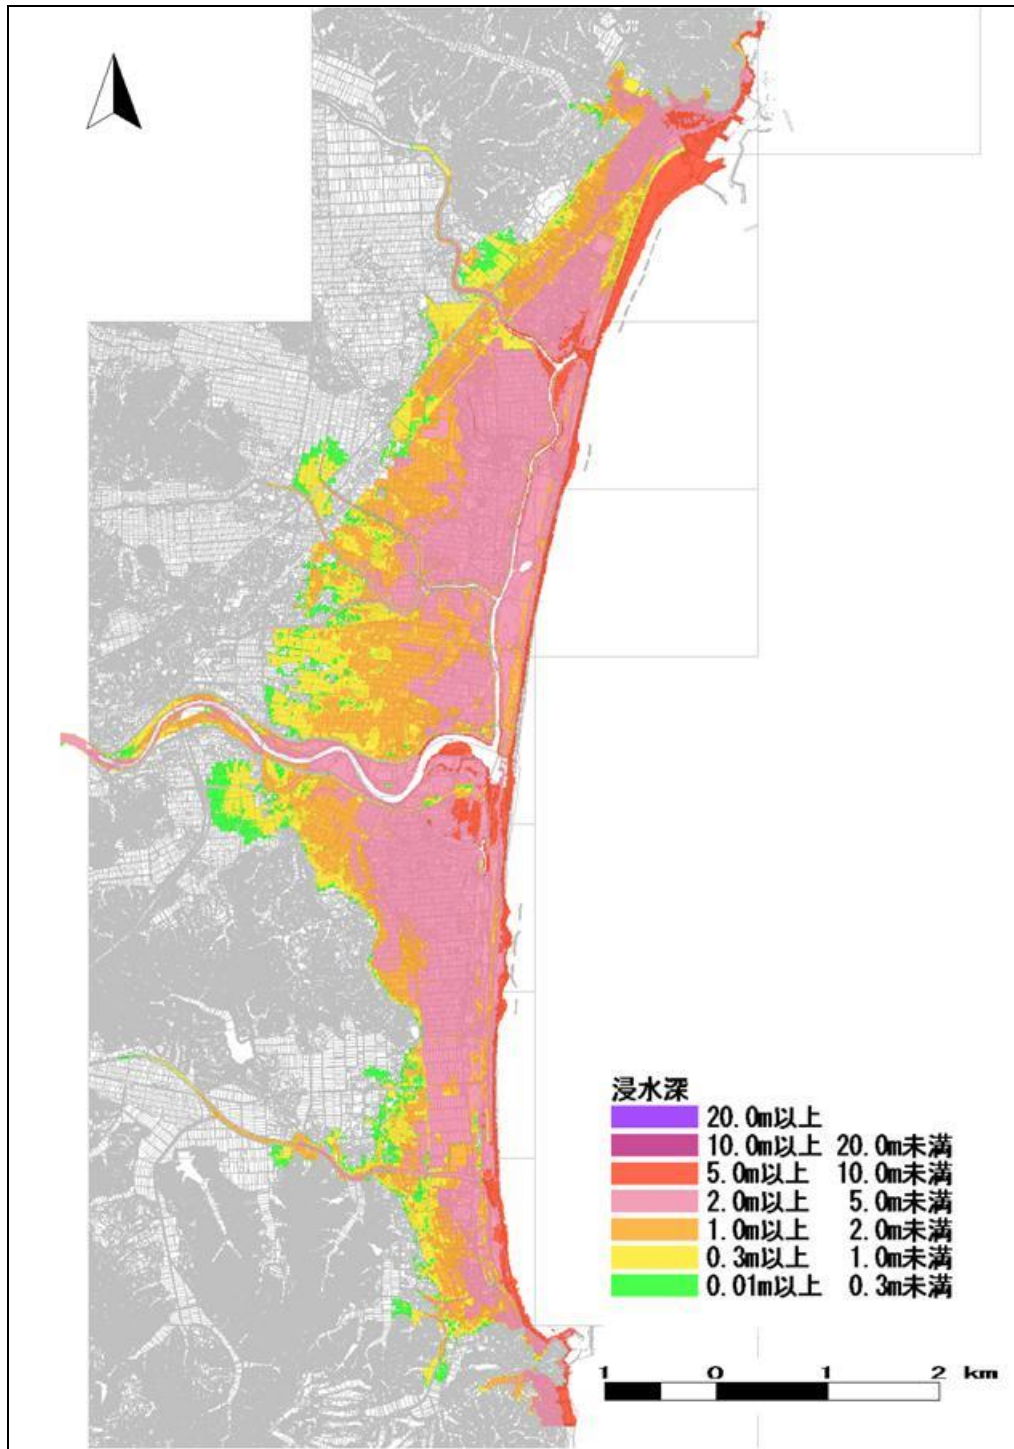 浸水深
20.0m以上
10.0m以上 20.0m未満
5.0m以上 10.0m未満
2.0m以上 5.0m未満
1.0m以上 2.0m未満
0.3m以上 1.0m未満
0.01m以上 0.3m未満
1 0 1 2 km